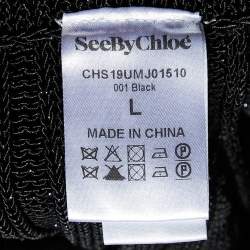 SeeByChloé
CHS19UMJ01510
001 Black
L
MADE IN CHINA
P
P